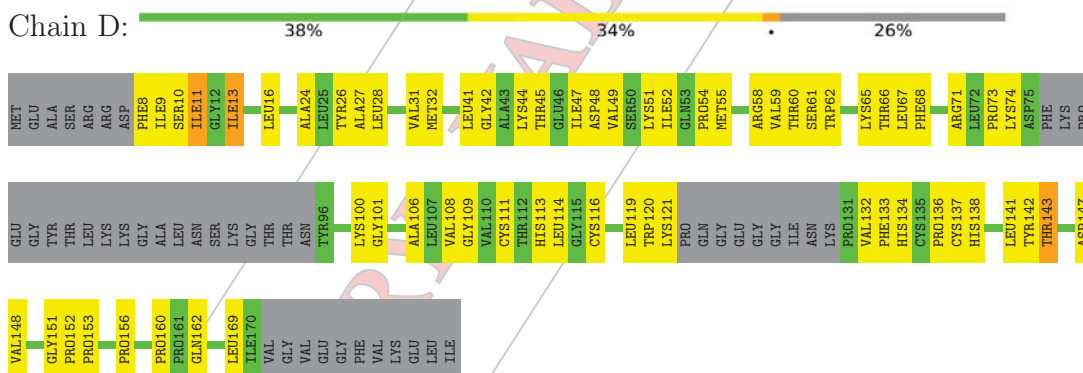 Chain D:
38% 34% • 26%
MET GLU ALA SER ARG ARG ASP PHE8 ILE9 SER10 ILE11 GLY12 ILE13 LEU16 ALA24 LEU25 TYR26 ALA27 LEU28 VAL31 MET32 LEU41 GLY42 ALA43 LYS44 THR45 GLU46 ILE47 ASP48 VAL49 SER50 LYS51 ILE52 GLN53 PRO54 MET55 ARG58 VAL59 THR60 SER61 TRP62 LYS65 THR66 LEU67 PHE68 ARG71 LEU72 PRO73 LYS74 ASP75 PHE LYS PRO
GLU GLY TYR THR LEU LYS LYS GLY ALA LEU ASN SER LYS GLY THR THR ASN TYR96 LYS100 GLY101 ALA106 LEU107 VAL108 GLY109 VAL110 CYS111 THR112 HIS113 LEU114 GLY115 CYS116 LEU119 TRP120 LYS121 PRO GLN GLY GLU GLY GLY ILE ASN LYS PRO131 VAL132 PHE133 HIS134 CYS135 PRO136 CYS137 HIS138 LEU141 TYR142 THR143 ASP147
VAL148 GLY151 PRO152 PRO153 PRO156 PRO160 PRO161 GLN162 LEU169 ILE170 VAL GLY VAL GLU GLY PHE VAL LYS GLU LEU ILE